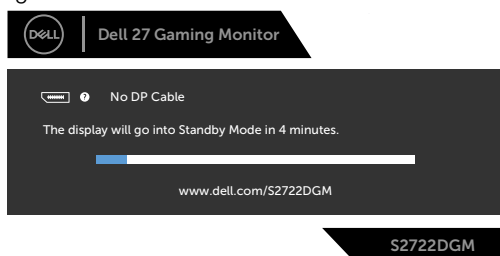 DELL
Dell 27 Gaming Monitor
? No DP Cable
The display will go into Standby Mode in 4 minutes.
www.dell.com/S2722DGM
S2722DGM